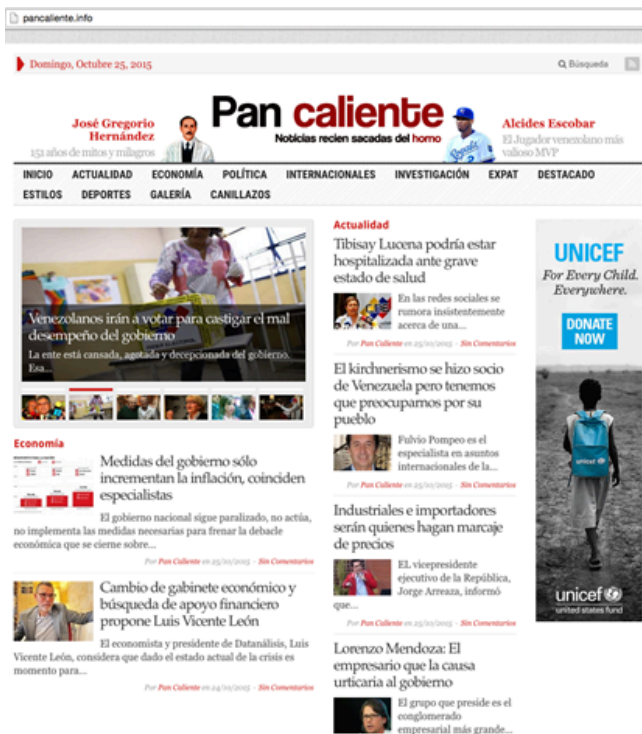 pancaliente.info
Domingo, Octubre 25, 2015
Búsqueda
José Gregorio
Hernández
151 años de mitos y milagros
Pan caliente
Noticias recien sacadas del horno
Alcides Escobar
El Jugador venezolano más
valioso MVP
INICIO ACTUALIDAD ECONOMÍA POLÍTICA INTERNACIONALES INVESTIGACIÓN EXPAT DESTACADO
ESTILOS DEPORTES GALERÍA CANILLAZOS
Venezolanos irán a votar para castigar el mal
desempeño del gobierno
La ente está cansada, agotada y decepcionada del gobierno.
Esa...
Economía
Medidas del gobierno sólo
incrementan la inflación, coinciden
especialistas
El gobierno nacional sigue paralizado, no actúa,
no implementa las medidas necesarias para frenar la debacle
económica que se cierne sobre...
Por Pan Caliente en 25/10/2015 - Sin Comentarios
Cambio de gabinete económico y
búsqueda de apoyo financiero
propone Luis Vicente León
El economista y presidente de Datanálisis, Luis
Vicente León, considera que dado el estado actual de la crisis es
momento para...
Por Pan Caliente en 24/10/2015 - Sin Comentarios
Actualidad
Tibisay Lucena podría estar
hospitalizada ante grave
estado de salud
En las redes sociales se
rumora insistentemente
acerca de una...
Por Pan Caliente en 25/10/2015 - Sin Comentarios
El kirchnerismo se hizo socio
de Venezuela pero tenemos
que preocuparnos por su
pueblo
Fulvio Pompeo es el
especialista en asuntos
internacionales de la...
Por Pan Caliente en 25/10/2015 - Sin Comentarios
Industriales e importadores
serán quienes hagan marcaje
de precios
EL vicepresidente
ejecutivo de la República,
Jorge Arreaza, informó
que...
Por Pan Caliente en 25/10/2015 - Sin Comentarios
Lorenzo Mendoza: El
empresario que la causa
urticaria al gobierno
El grupo que preside es el
conglomerado
empresarial más grande...
UNICEF
For Every Child.
Everywhere.
DONATE
NOW
unicef
unicef
united states fund